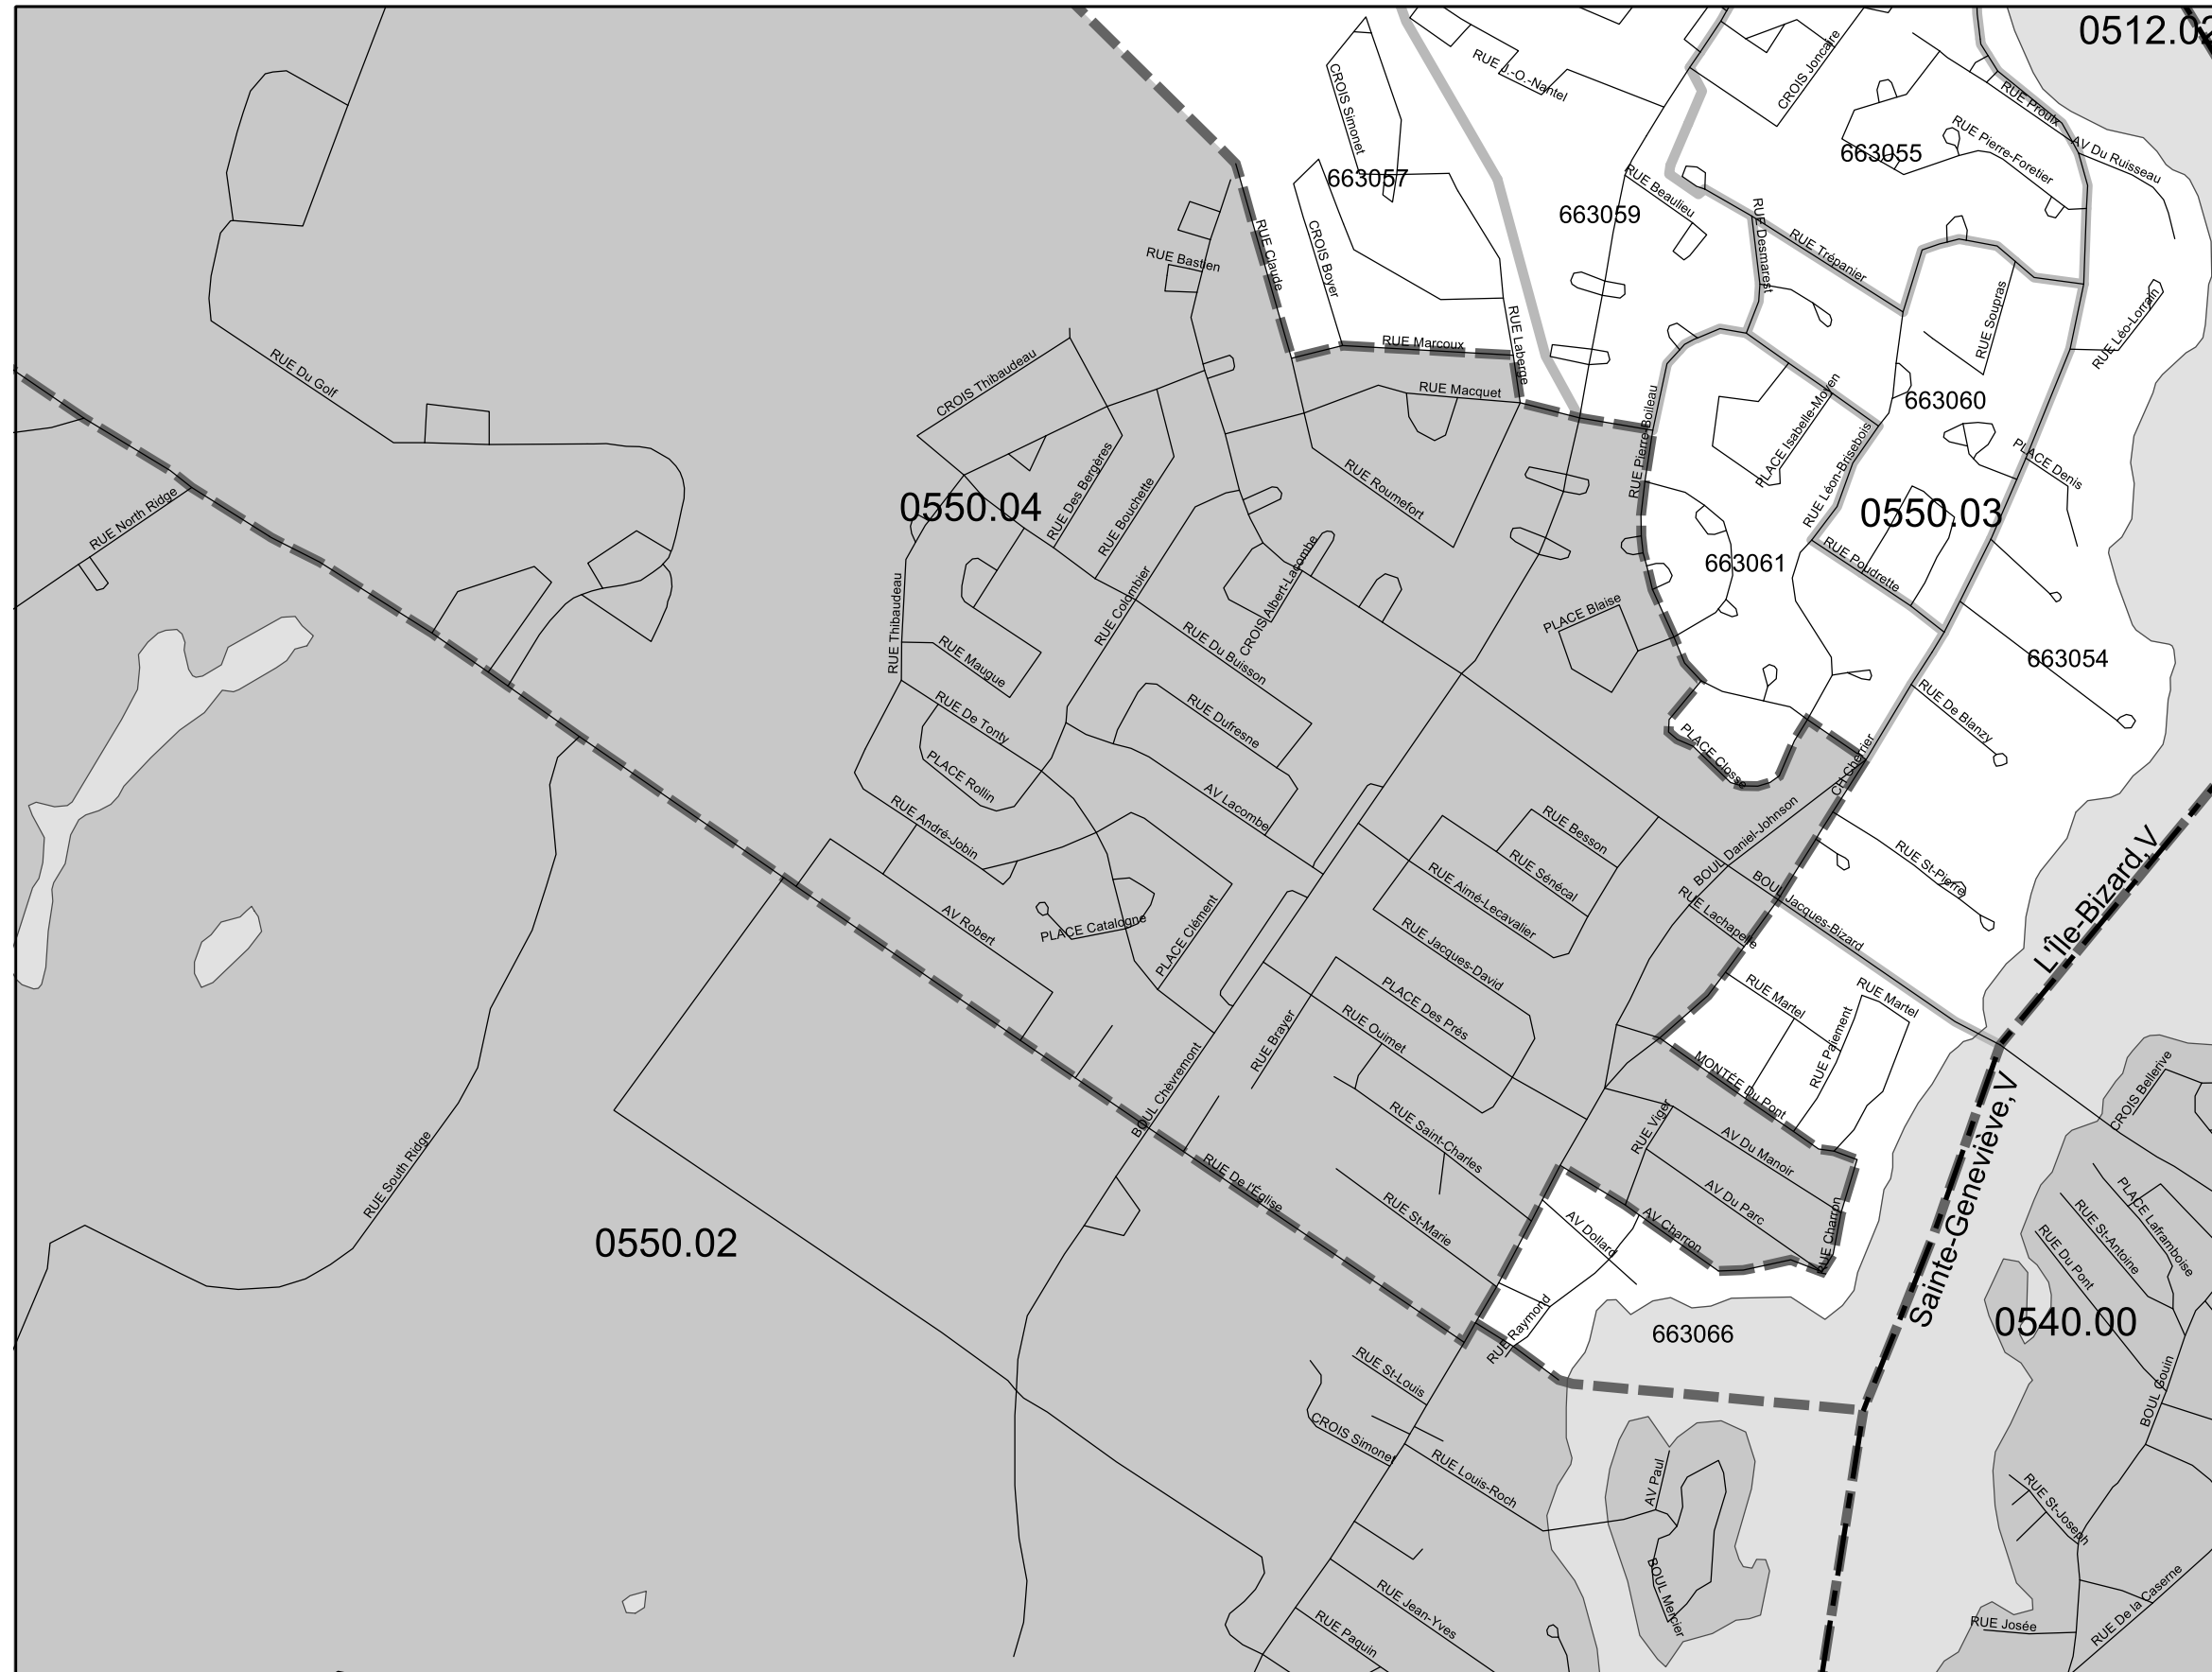 0512.02
RUE J.-O.-Nantel
CROIS Joncaire
CROIS Simonet
RUE Proulx
RUE Pierre-Foretier
AV Du Ruisseau
663055
663057
663059
RUE Beaulieu
RUE Desmarest
RUE Trépanier
RUE Claude
CROIS Boyer
RUE Bastien
RUE Soupras
RUE Léo-Lorrain
RUE Marcoux
RUE Laberge
CROIS Thibaudeau
RUE Du Golf
RUE Macquet
RUE Pierre-Boileau
PLACE Isabelle-Moyen
663060
RUE Léon-Brisebois
PLACE Denis
RUE Roumefort
RUE Des Bergères
RUE Bouchette
0550.04
0550.03
RUE North Ridge
663061
RUE Poudrette
RUE Thibaudeau
RUE Colombier
CROIS Albert-Lacombe
PLACE Blaise
RUE Maugue
RUE Du Buisson
663054
RUE De Blanzy
RUE De Tonty
RUE Dufresne
PLACE Closse
PLACE Rollin
AV Lacombe
CH Cherrier
RUE André-Jobin
RUE Besson
BOUL Daniel-Johnson
RUE Sénécal
RUE Aimé-Lecavalier
RUE St-Pierre
L'Île-Bizard,V
BOUL Jacques-Bizard
RUE Lachapelle
AV Robert
PLACE Catalogne
PLACE Clément
RUE Jacques-David
PLACE Des Prés
RUE Martel
RUE Martel
RUE Ouimet
RUE Brayer
RUE Paiement
MONTÉE Du Pont
BOUL Chèvremont
CROIS Bellerive
Sainte-Geneviève,V
RUE Saint-Charles
RUE Viger
AV Du Manoir
RUE South Ridge
RUE De l'Église
AV Du Parc
PLACE Laframboise
RUE St-Antoine
RUE Du Pont
RUE St-Marie
AV Dollard
AV Charron
RUE Charron
0550.02
0540.00
663066
RUE Raymond
RUE St-Louis
BOUL Gouin
CROIS Simonet
RUE Louis-Roch
AV Paul
RUE St-Joseph
BOUL Mercier
RUE Jean-Yves
RUE Paquin
RUE Josée
RUE De la Caserne